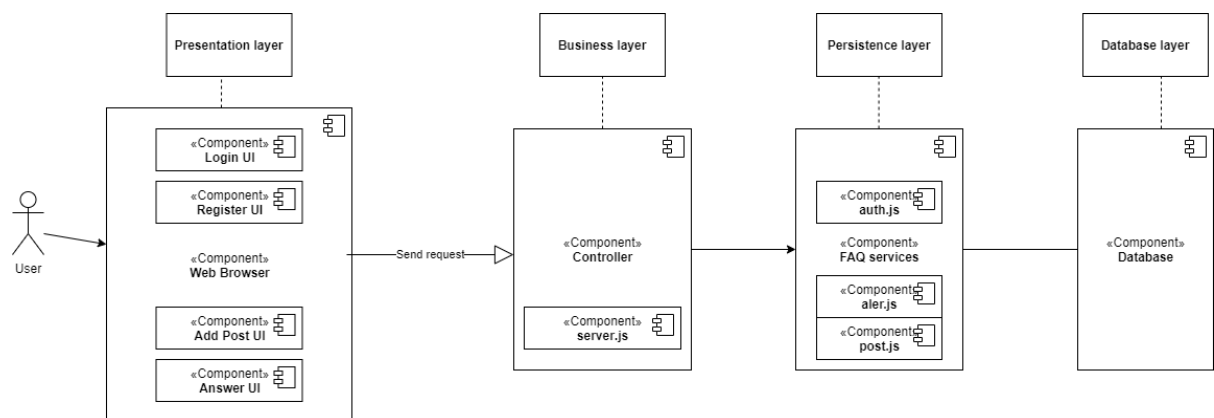 Presentation layer
Business layer
Persistence layer
Database layer
«Component»
Login UI
«Component»
Register UI
«Component»
Web Browser
«Component»
Add Post UI
«Component»
Answer UI
User
Send request
«Component»
Controller
«Component»
server.js
«Component»
auth.js
«Component»
FAQ services
«Component»
aler.js
«Component»
post.js
«Component»
Database